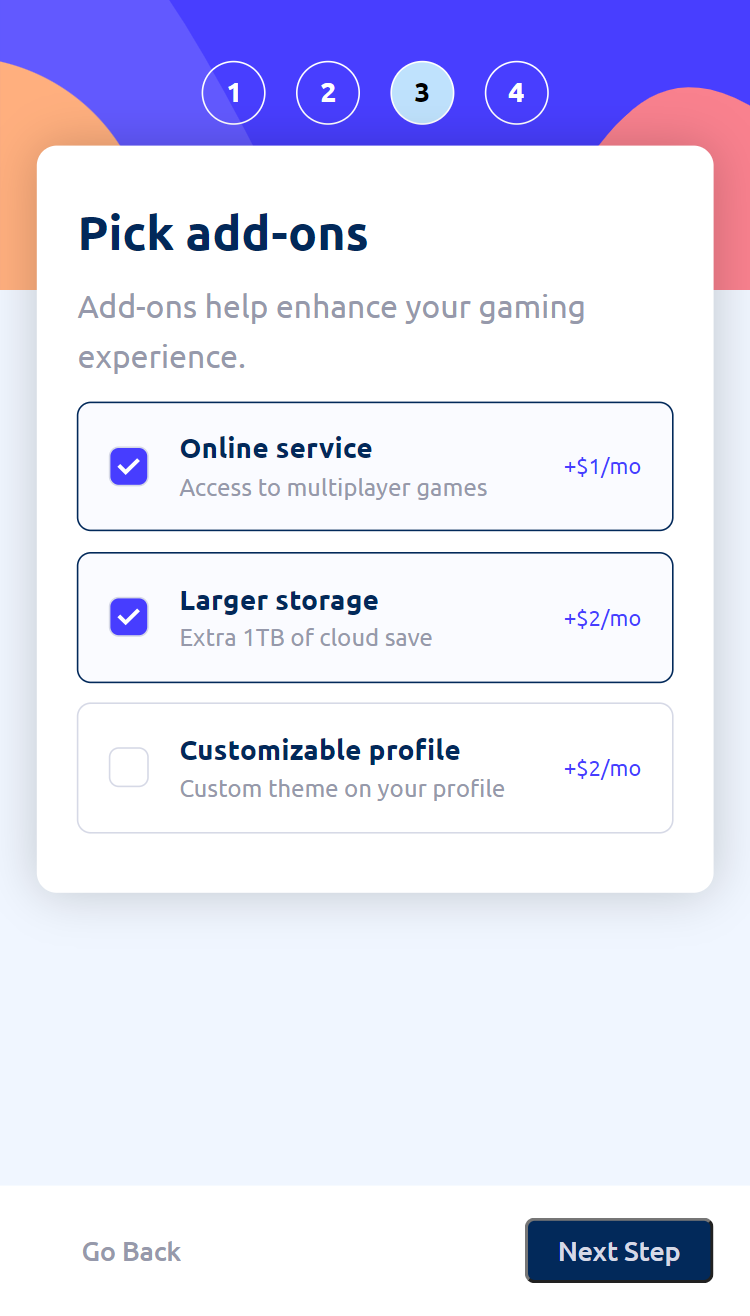 1 2 3 4
Pick add-ons
Add-ons help enhance your gaming
experience.
Online service
Access to multiplayer games
+$1/mo
Larger storage
Extra 1TB of cloud save
+$2/mo
Customizable profile
Custom theme on your profile
+$2/mo
Go Back
Next Step